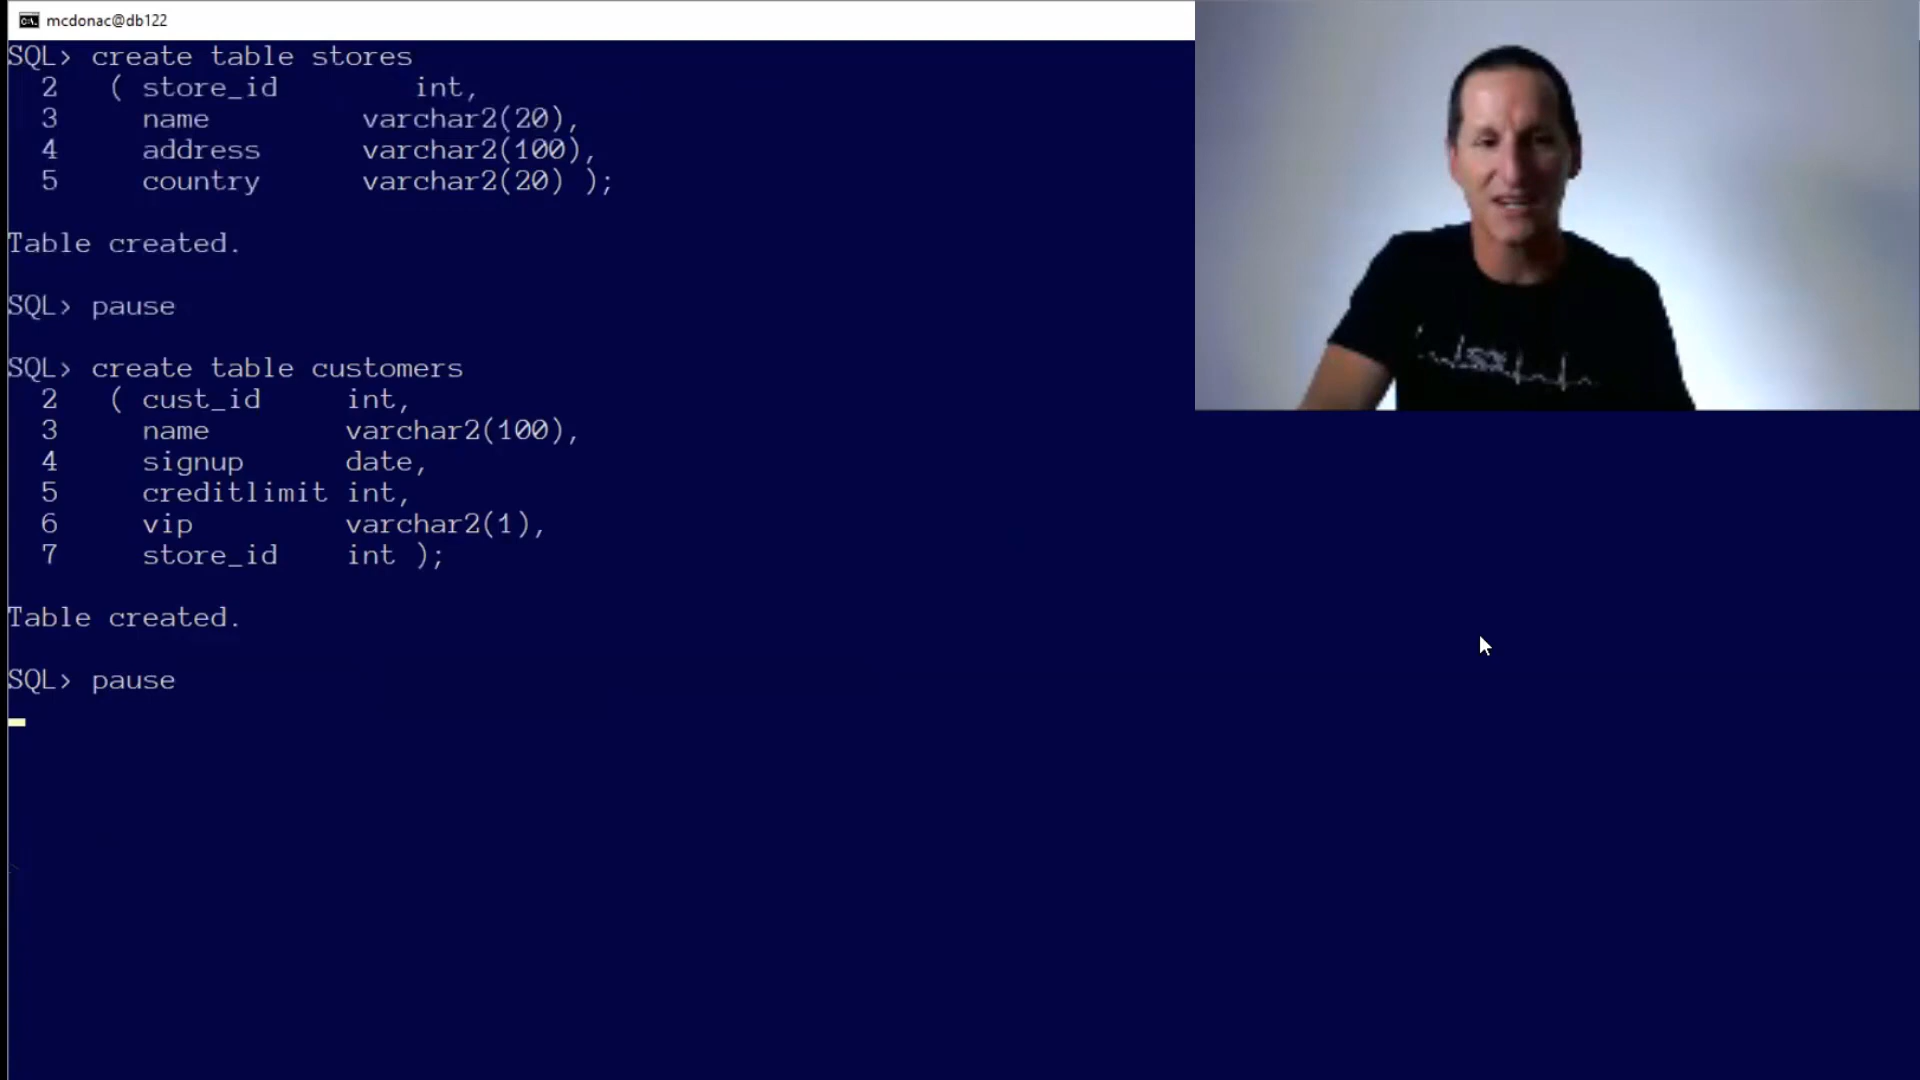 mcdonac@db122
SQL> create table stores
  2   ( store_id        int,
  3     name         varchar2(20),
  4     address      varchar2(100),
  5     country      varchar2(20) );

Table created.

SQL> pause

SQL> create table customers
  2   ( cust_id     int,
  3     name        varchar2(100),
  4     signup      date,
  5     creditlimit int,
  6     vip         varchar2(1),
  7     store_id    int );

Table created.

SQL> pause